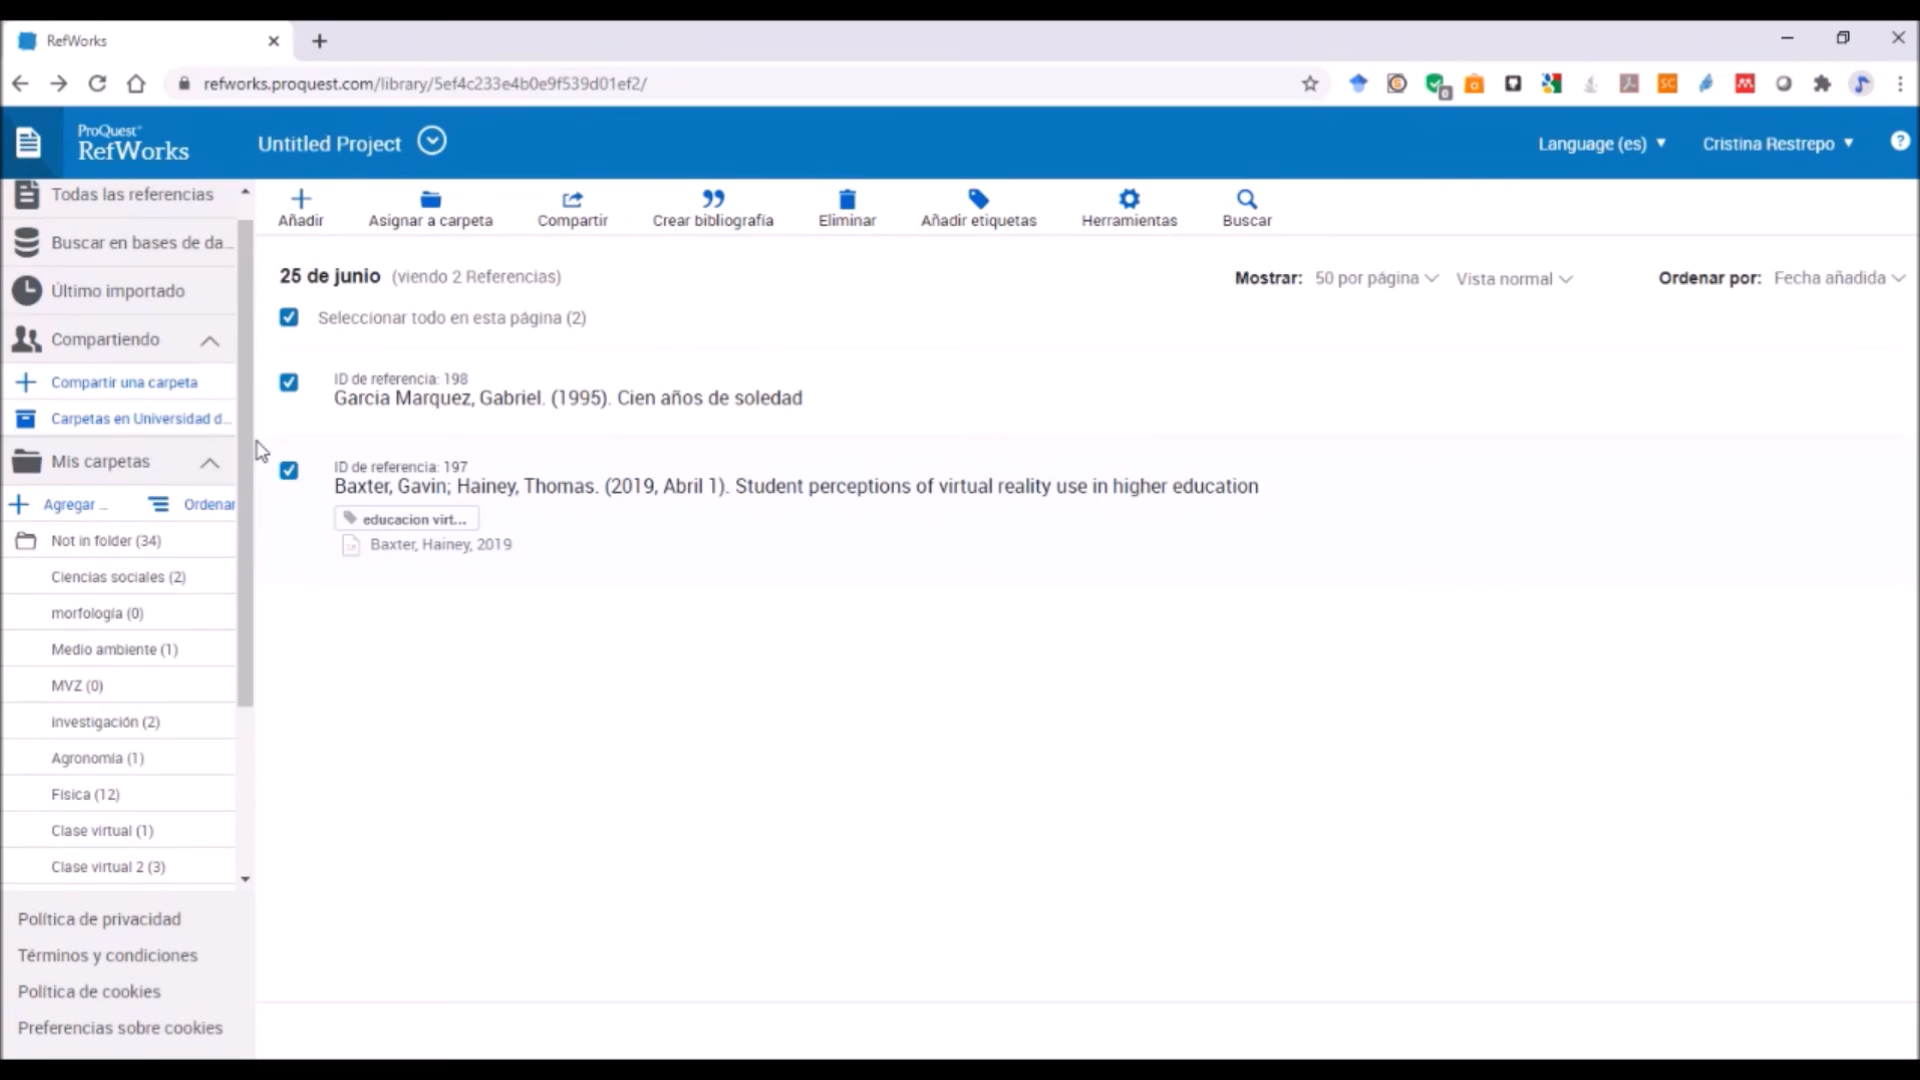 RefWorks
refworks.proquest.com/library/5ef4c233e4b0e9f539d01ef2/
ProQuest
RefWorks
Untitled Project
Language (es)
Cristina Restrepo
?
Todas las referencias
Buscar en bases de da...
Último importado
Compartiendo
Compartir una carpeta
Carpetas en Universidad d...
Mis carpetas
Agregar ...
Ordenar
Not in folder (34)
Ciencias sociales (2)
morfología (0)
Medio ambiente (1)
MVZ (0)
investigación (2)
Agronomía (1)
Física (12)
Clase virtual (1)
Clase virtual 2 (3)
Política de privacidad
Términos y condiciones
Política de cookies
Preferencias sobre cookies
Añadir
Asignar a carpeta
Compartir
Crear bibliografía
Eliminar
Añadir etiquetas
Herramientas
Buscar
25 de junio (viendo 2 Referencias)
Mostrar: 50 por página Vista normal Ordenar por: Fecha añadida
Seleccionar todo en esta página (2)
ID de referencia: 198
Garcia Marquez, Gabriel. (1995). Cien años de soledad
ID de referencia: 197
Baxter, Gavin; Hainey, Thomas. (2019, Abril 1). Student perceptions of virtual reality use in higher education
educacion virt...
Baxter, Hainey, 2019